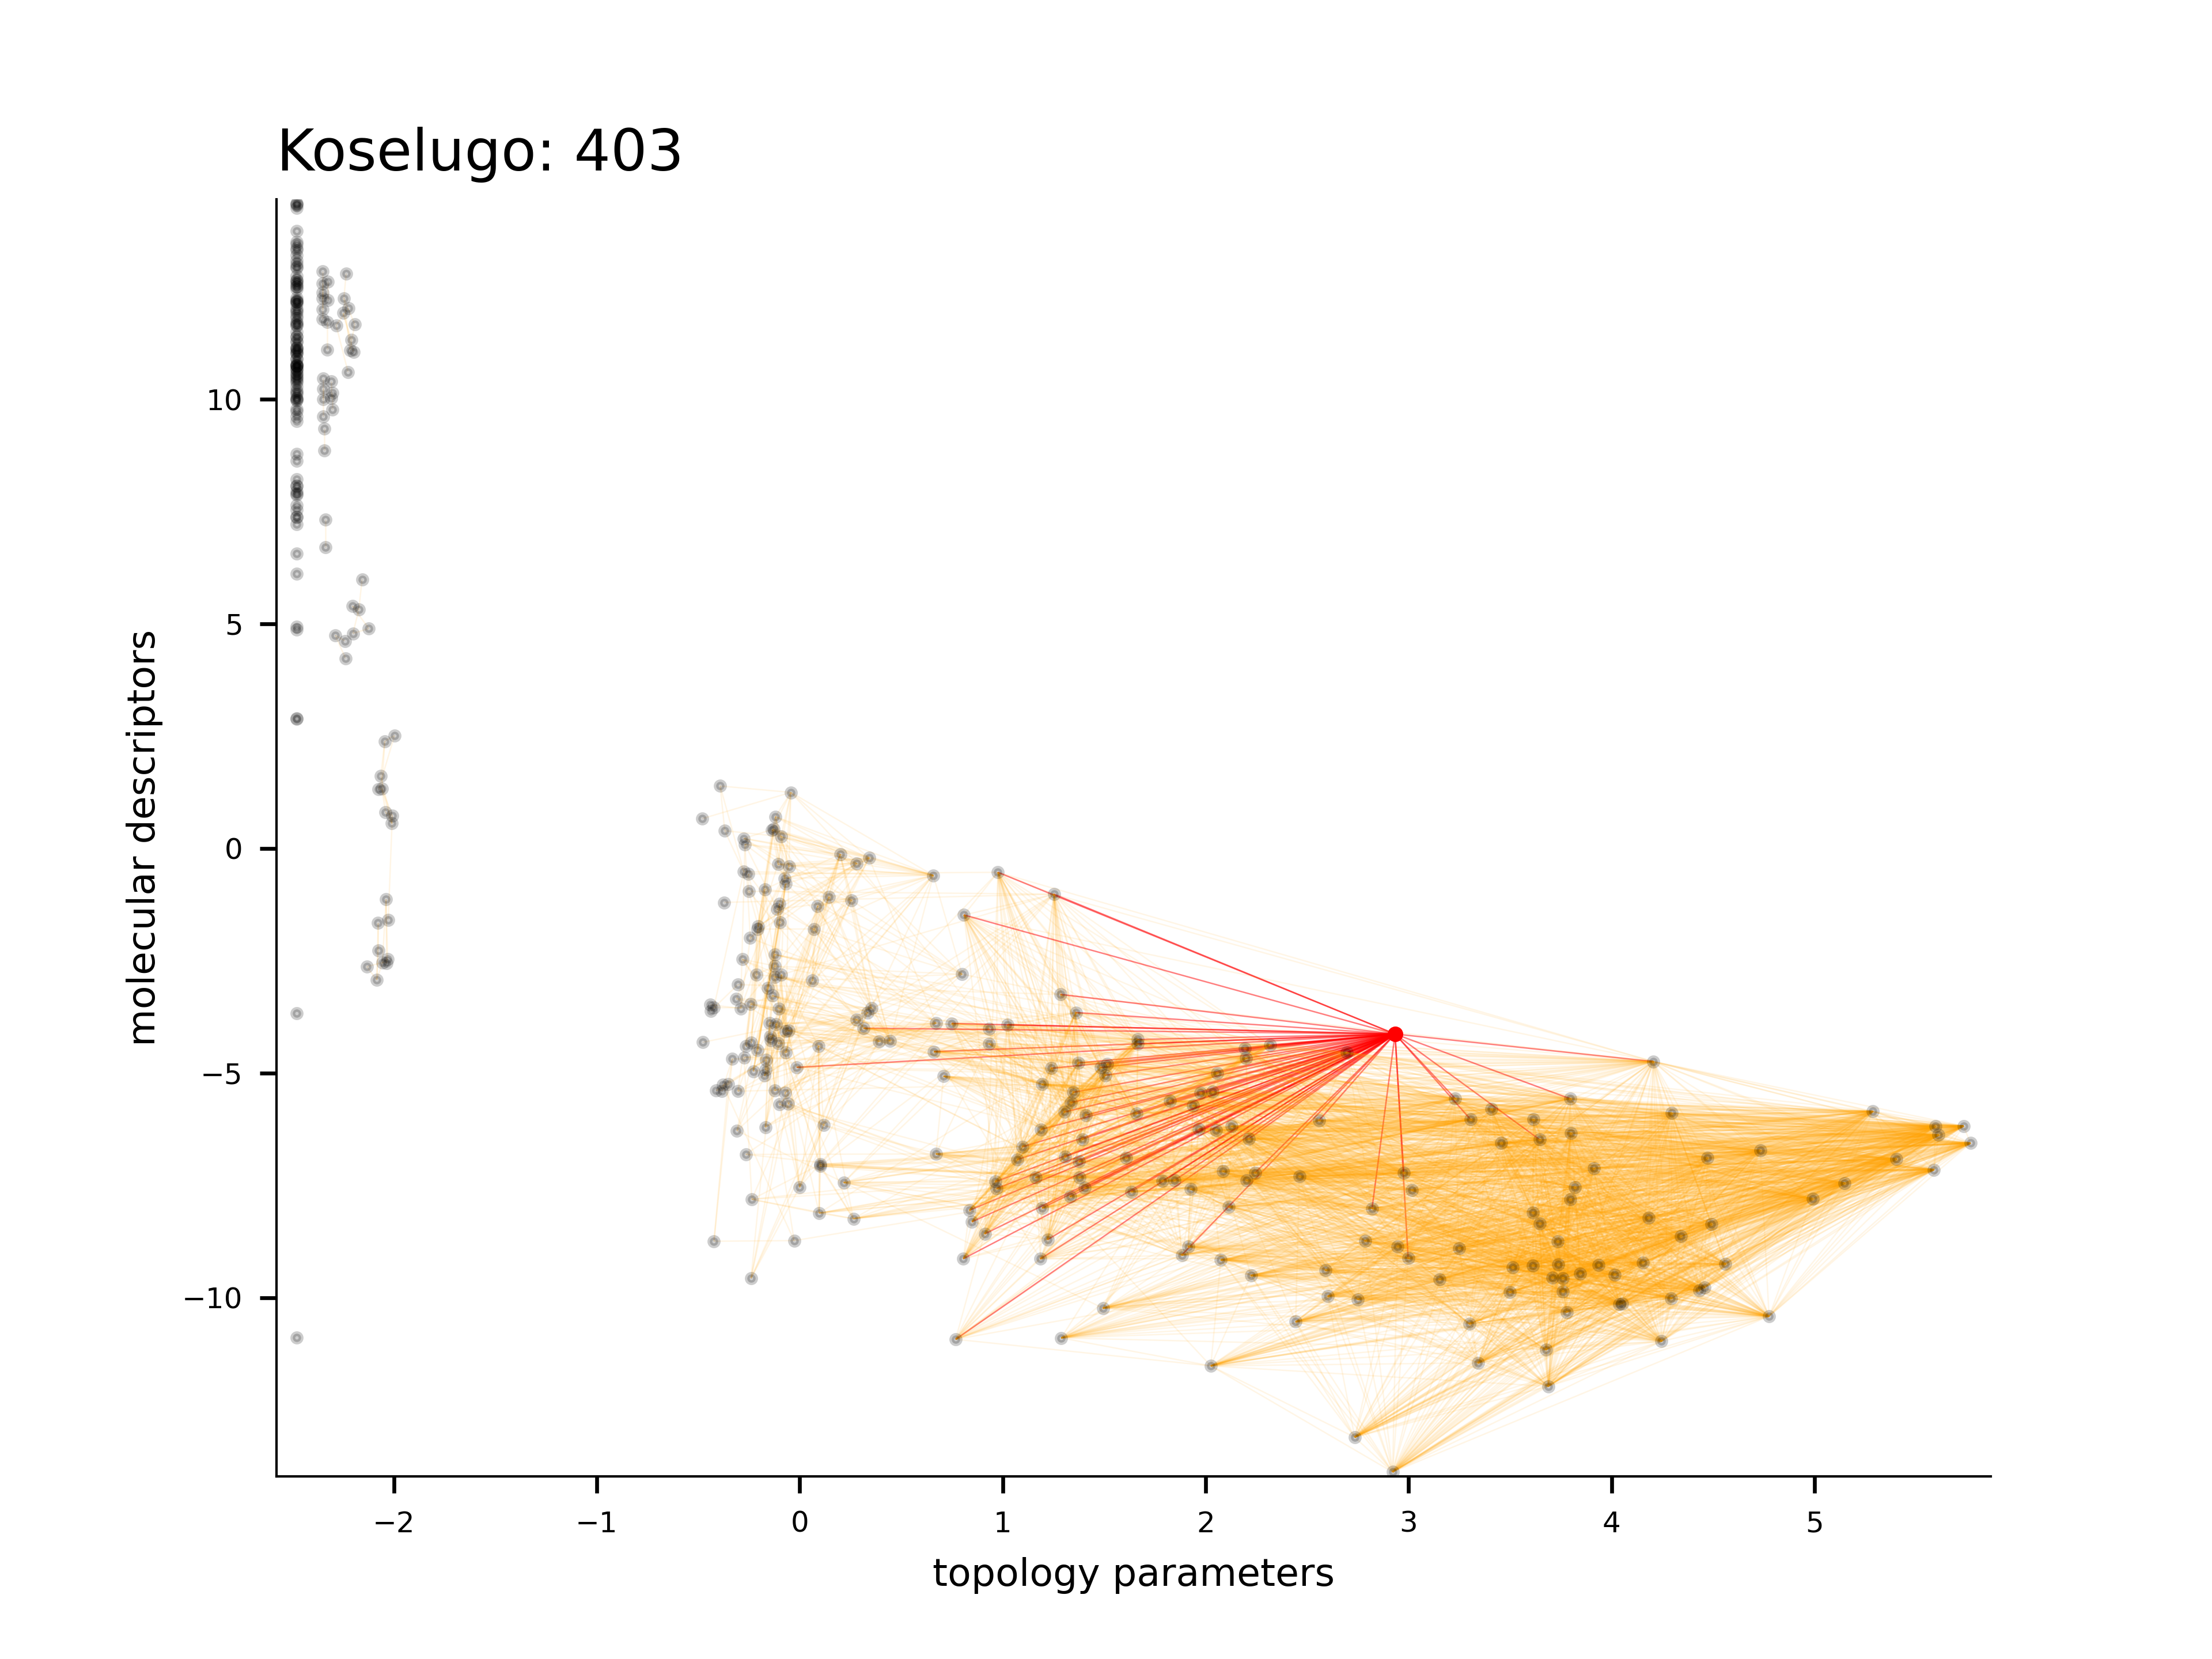 Koselugo: 403
10
5
0
−5
−10
molecular descriptors
−2 −1 0 1 2 3 4 5
topology parameters